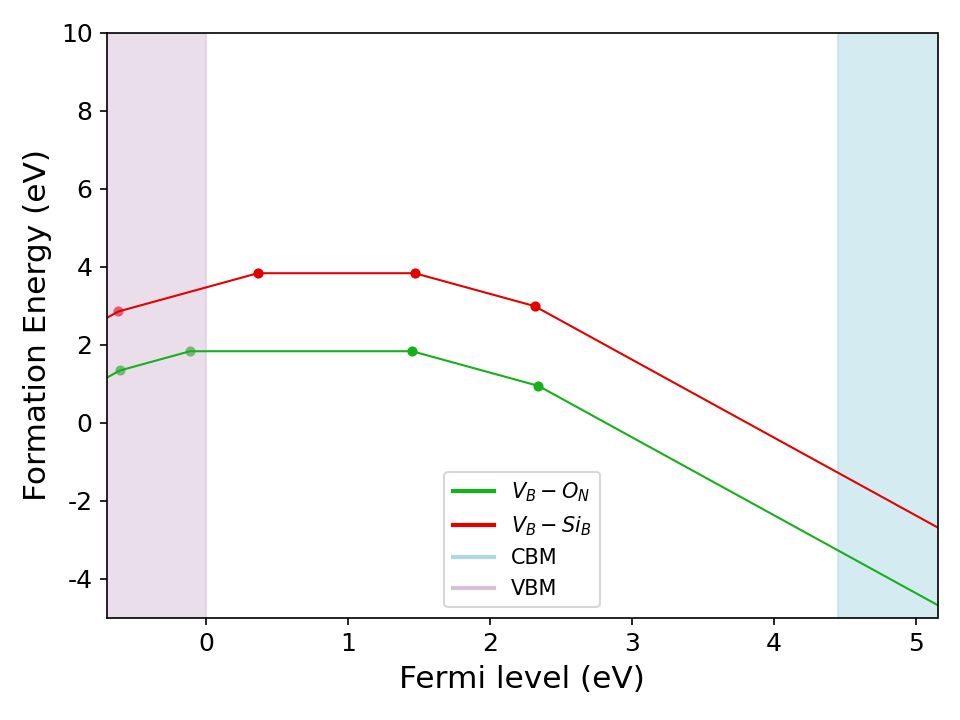 10
8
6
4
2
0
-2
-4
Formation Energy (eV)
V_B - O_N
V_B - Si_B
CBM
VBM
0 1 2 3 4 5
Fermi level (eV)